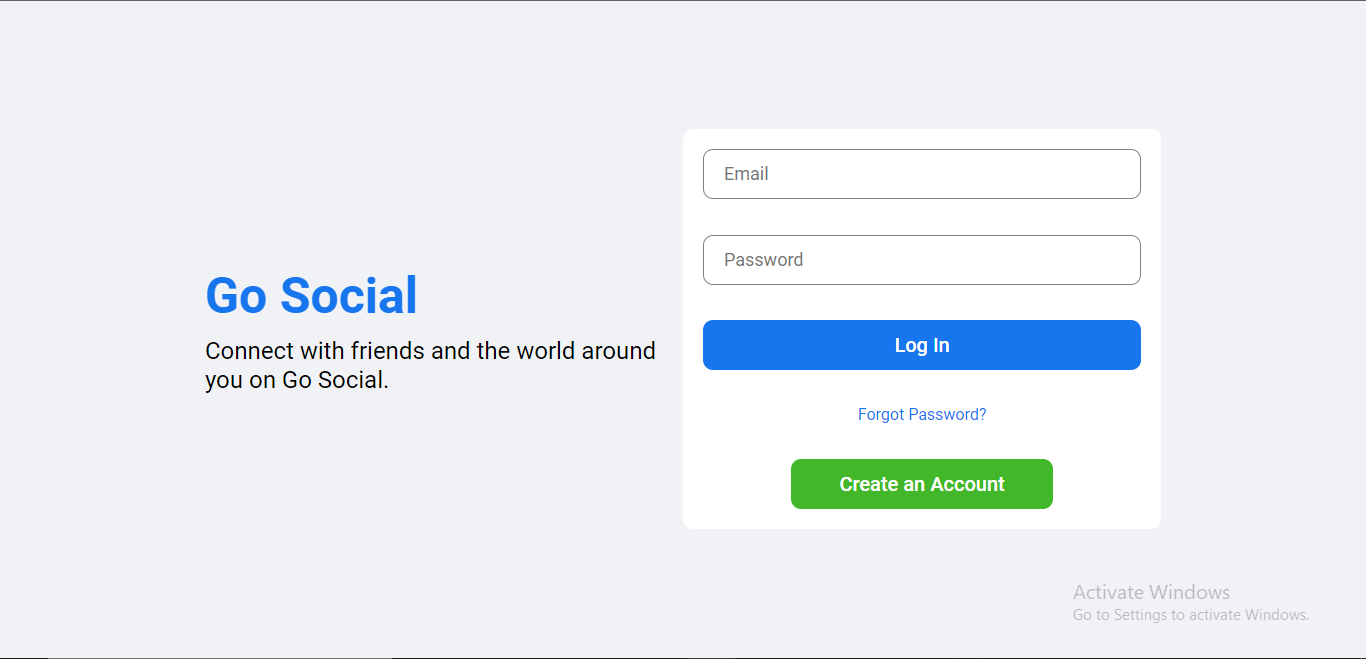 Go Social
Connect with friends and the world around
you on Go Social.
Email
Password
Log In
Forgot Password?
Create an Account
Activate Windows
Go to Settings to activate Windows.